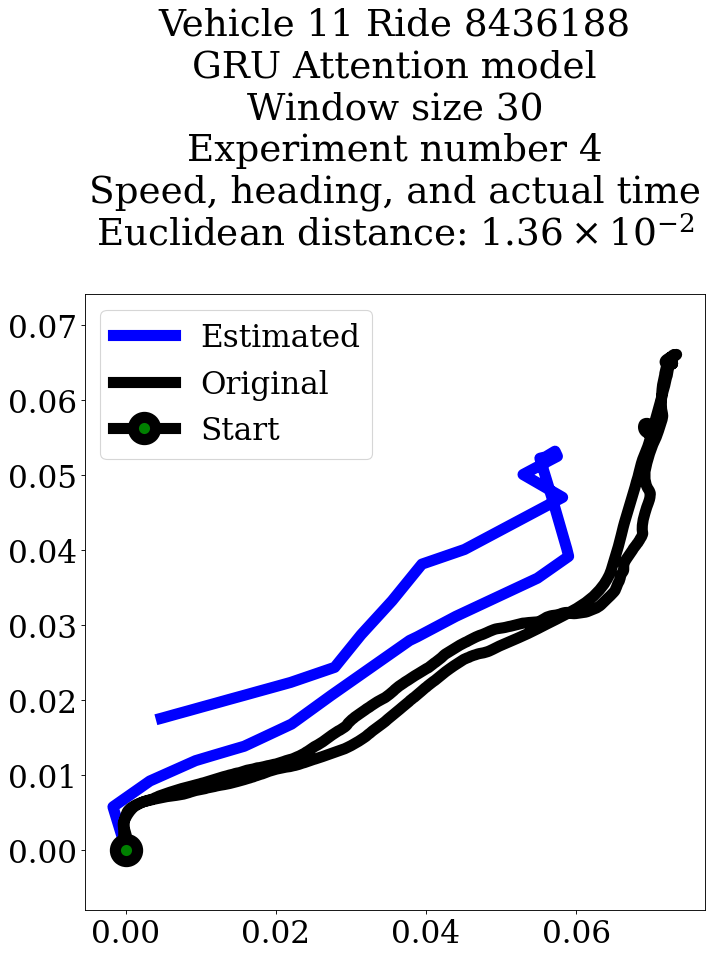 Vehicle 11 Ride 8436188
GRU Attention model
Window size 30
Experiment number 4
Speed, heading, and actual time
Euclidean distance: 1.36 × 10⁻²
Estimated
Original
Start
0.07
0.06
0.05
0.04
0.03
0.02
0.01
0.00
0.00 0.02 0.04 0.06